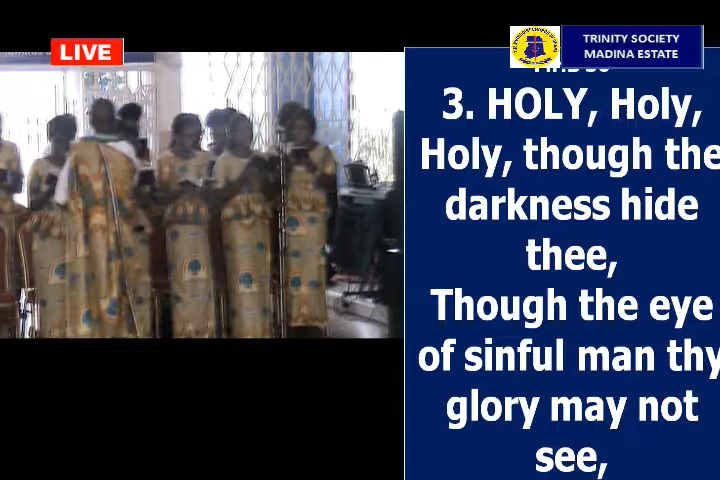 LIVE
TRINITY SOCIETY
MADINA ESTATE
3. HOLY, Holy,
Holy, though the
darkness hide
thee,
Though the eye
of sinful man thy
glory may not
see,